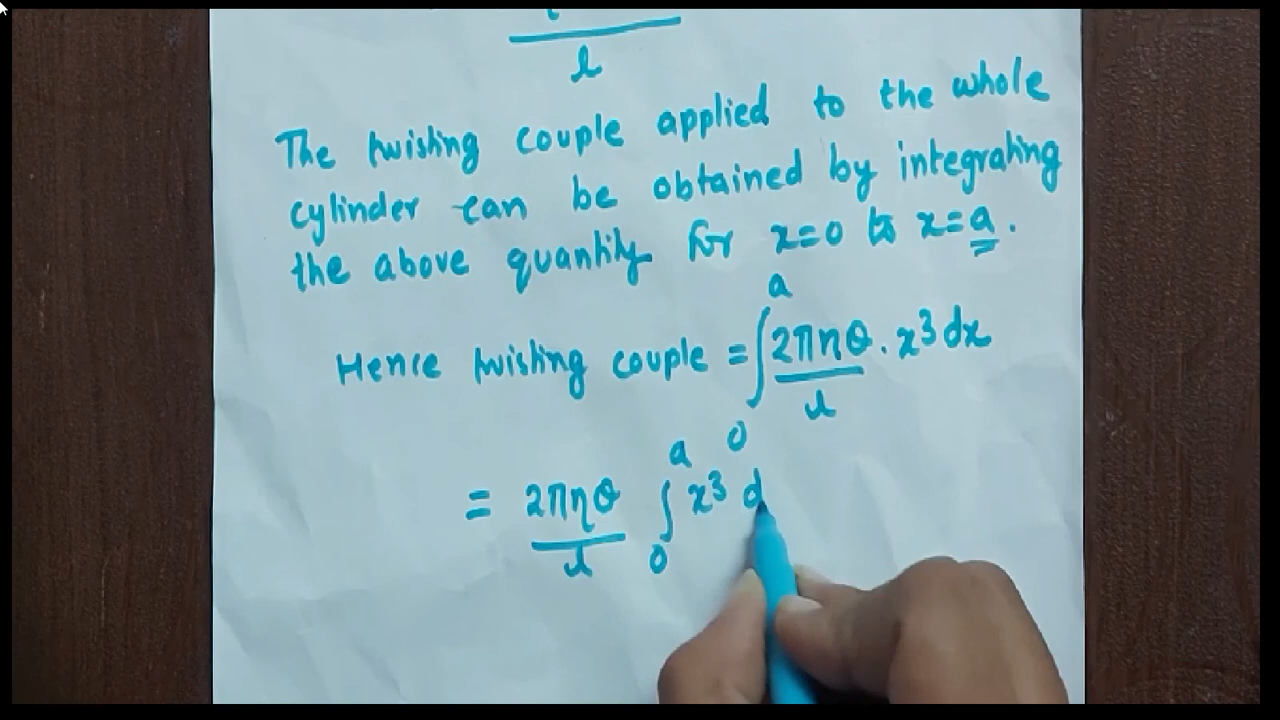 l
The twisting couple applied to the whole
cylinder can be obtained by integrating
the above quantity for x=0 to x=a.
Hence twisting couple = ∫₀ᵃ 2πηθ/l . x³ dx
= 2πηθ/l ∫₀ᵃ x³ d